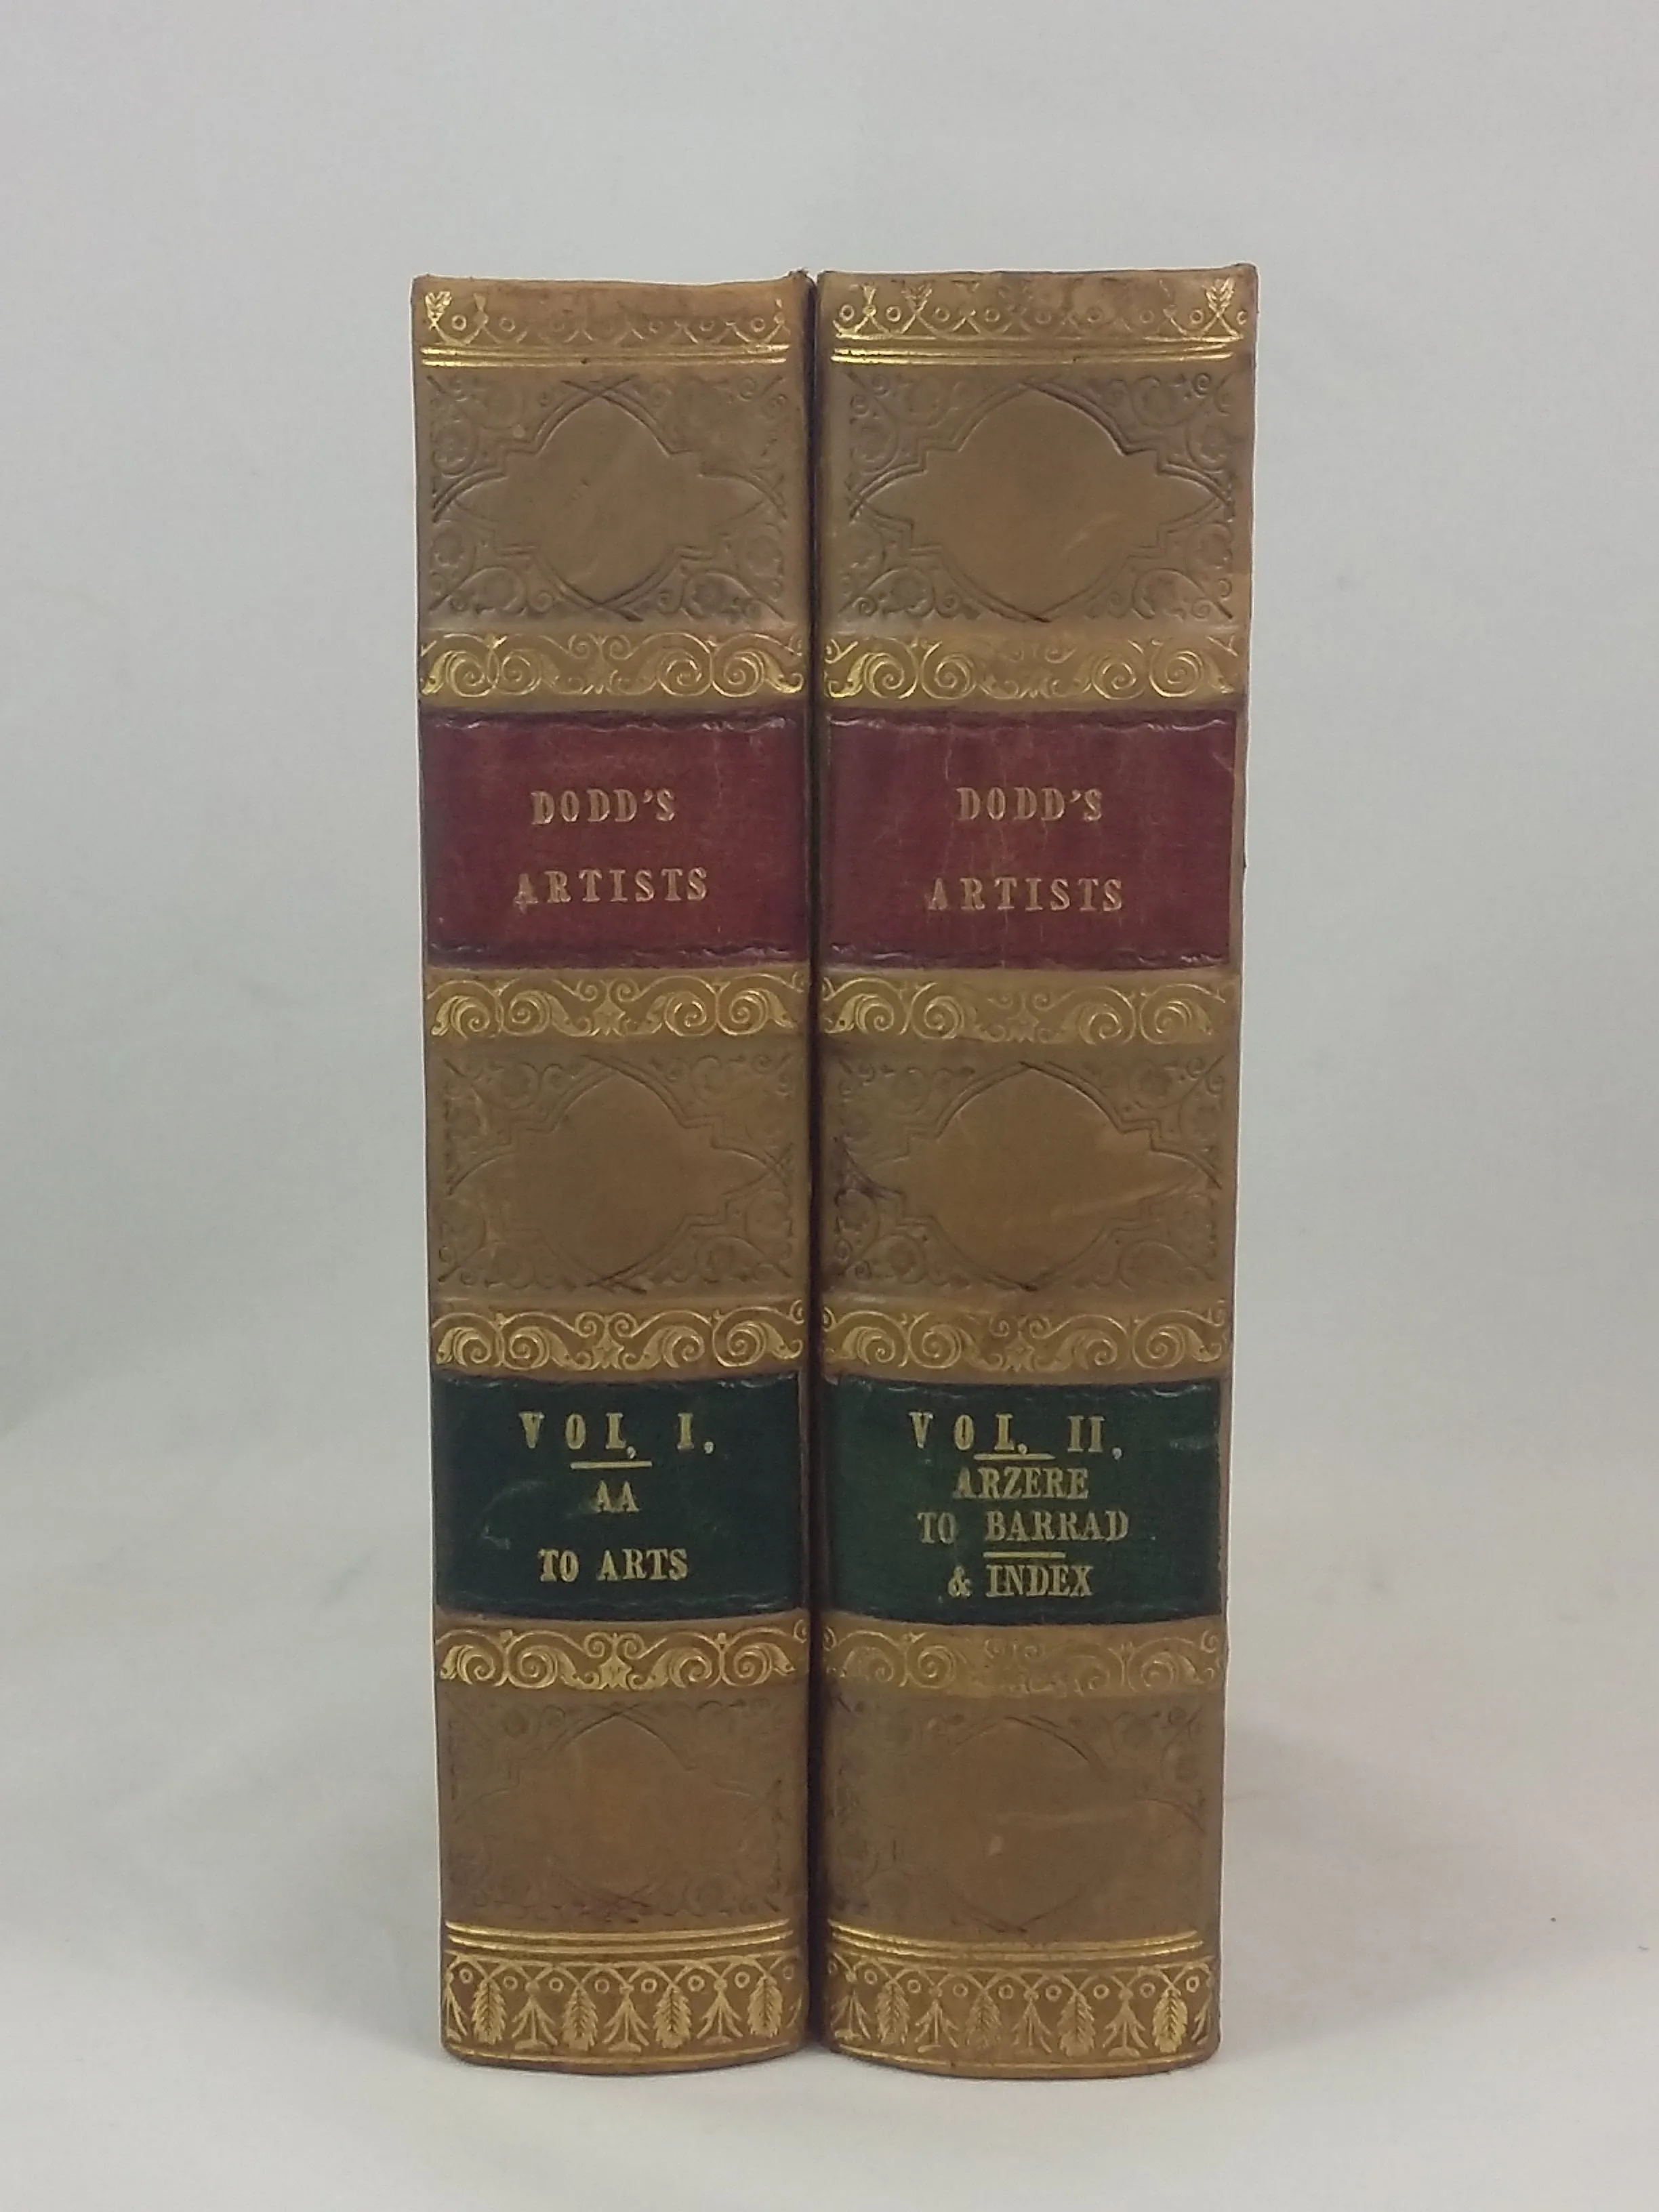 DODD'S
ARTISTS
VOL. I.
AA
TO ARTS
DODD'S
ARTISTS
VOL. II.
ARZERE
TO BARRAD
& INDEX